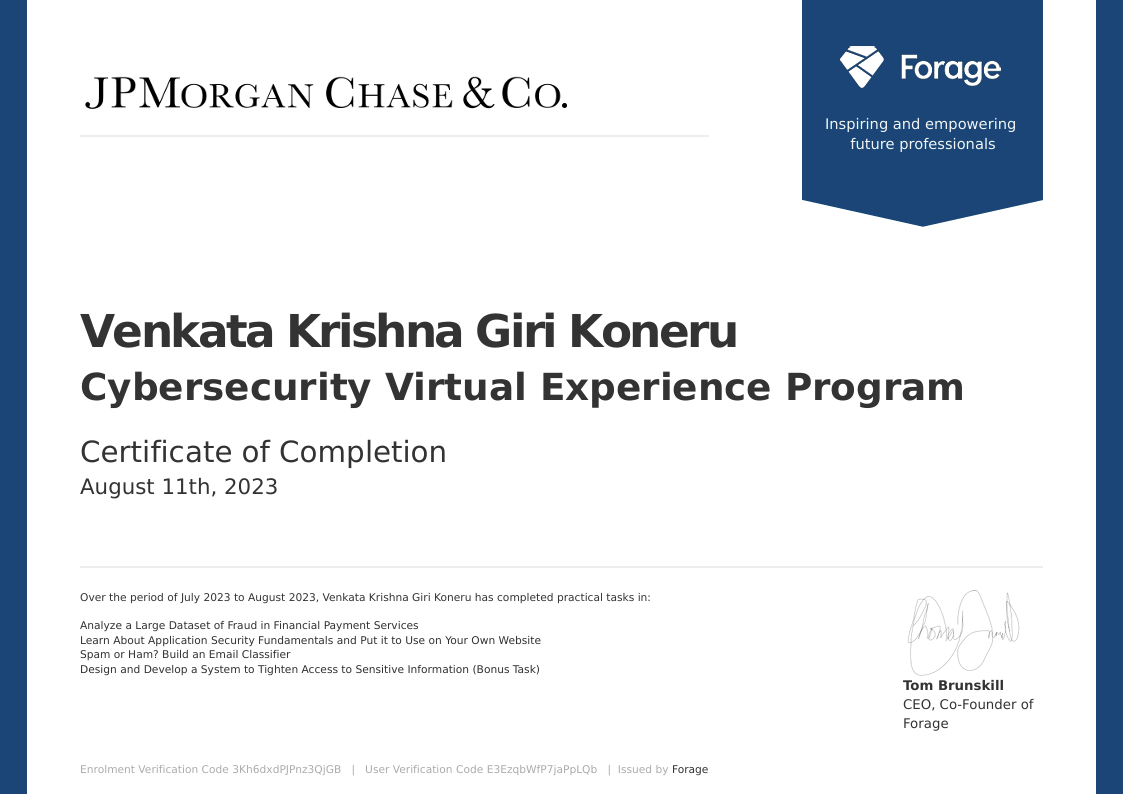 JPMORGAN CHASE & CO.
Forage
Inspiring and empowering
future professionals
Venkata Krishna Giri Koneru
Cybersecurity Virtual Experience Program
Certificate of Completion
August 11th, 2023
Over the period of July 2023 to August 2023, Venkata Krishna Giri Koneru has completed practical tasks in:
Analyze a Large Dataset of Fraud in Financial Payment Services
Learn About Application Security Fundamentals and Put it to Use on Your Own Website
Spam or Ham? Build an Email Classifier
Design and Develop a System to Tighten Access to Sensitive Information (Bonus Task)
Tom Brunskill
CEO, Co-Founder of
Forage
Enrolment Verification Code 3Kh6dxdPJPnz3QjGB | User Verification Code E3EzqbWfP7jaPpLQb | Issued by Forage